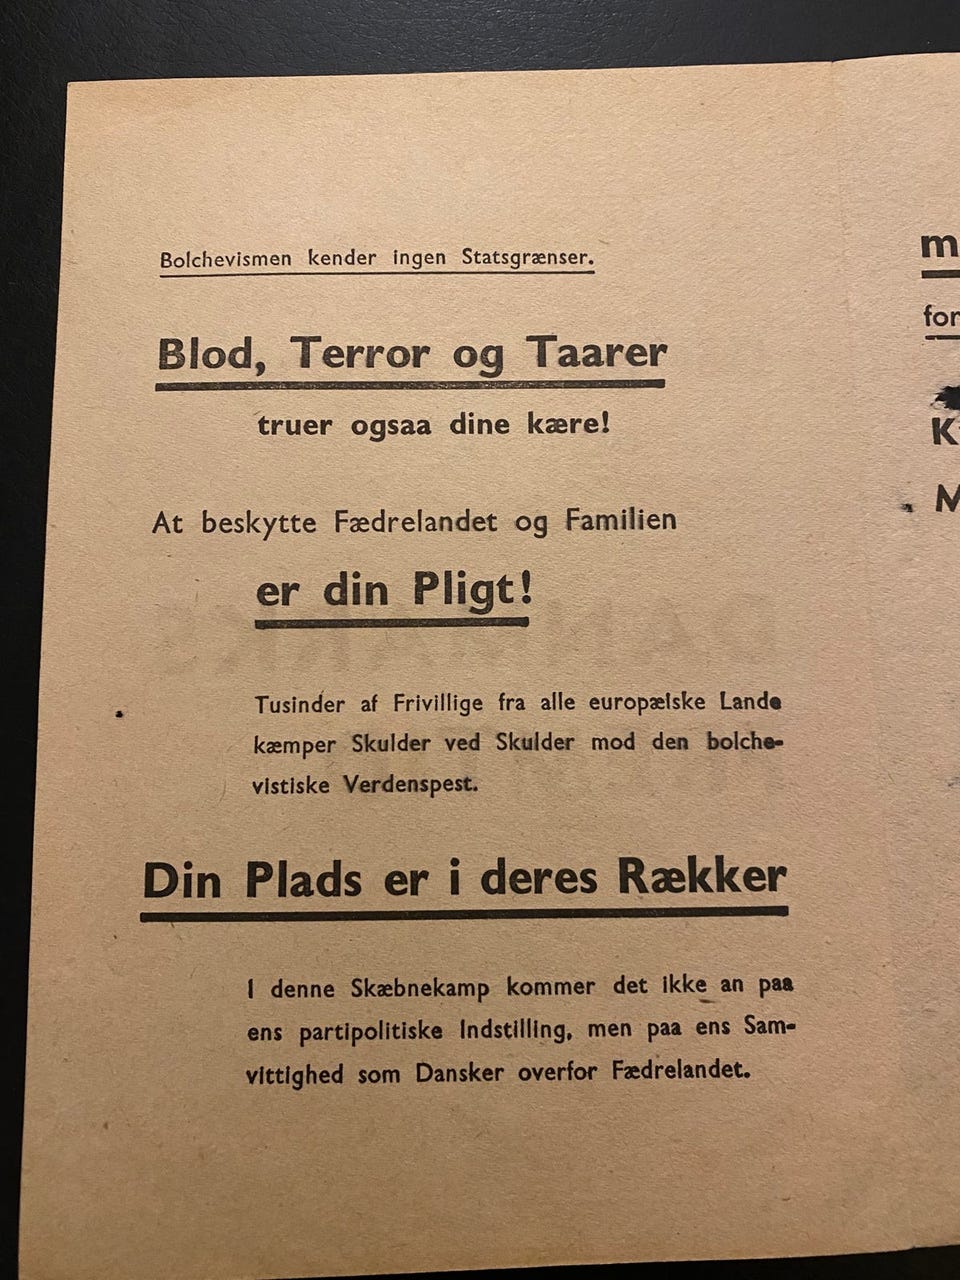 Bolchevismen kender ingen Statsgrænser.
Blod, Terror og Taarer
truer ogsaa dine kære!
At beskytte Fædrelandet og Familien
er din Pligt!
Tusinder af Frivillige fra alle europælske Lande
kæmper Skulder ved Skulder mod den bolche-
vistiske Verdenspest.
Din Plads er i deres Rækker
I denne Skæbnekamp kommer det ikke an paa
ens partipolitiske Indstilling, men paa ens Sam-
vittighed som Dansker overfor Fædrelandet.